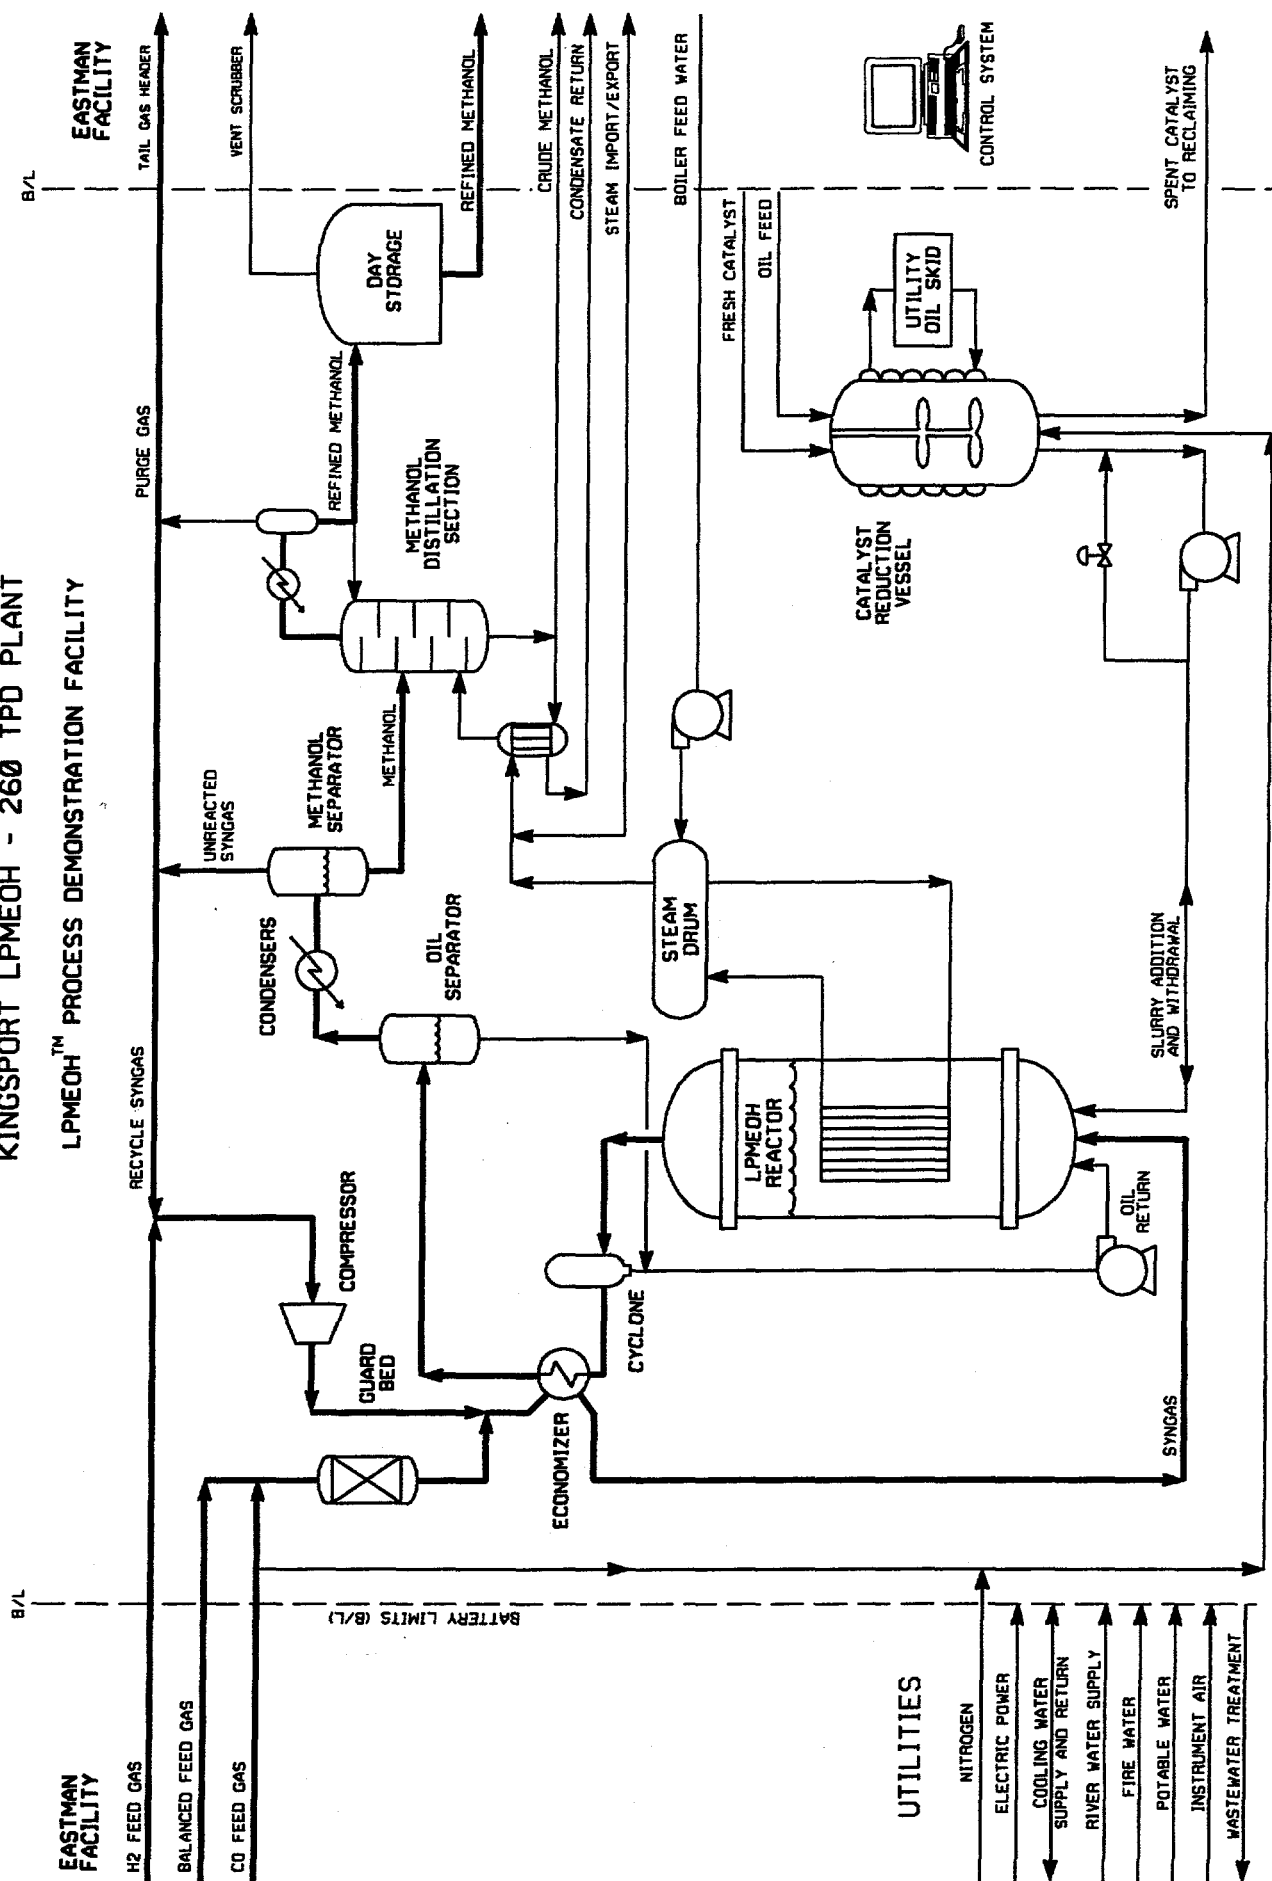 KINGSPORT LPMEOH - 260 TPD PLANT
LPMEOH™ PROCESS DEMONSTRATION FACILITY
EASTMAN
FACILITY
B/L
B/L
EASTMAN
FACILITY
H2 FEED GAS
BALANCED FEED GAS
CO FEED GAS
BATTERY LIMITS (B/L)
RECYCLE SYNGAS
PURGE GAS
TAIL GAS HEADER
VENT SCRUBBER
REFINED METHANOL
CRUDE METHANOL
CONDENSATE RETURN
STEAM IMPORT/EXPORT
BOILER FEED WATER
COMPRESSOR
GUARD
BED
ECONOMIZER
CYCLONE
CONDENSERS
OIL
SEPARATOR
UNREACTED
SYNGAS
METHANOL
SEPARATOR
METHANOL
REFINED METHANOL
METHANOL
DISTILLATION
SECTION
DAY
STORAGE
STEAM
DRUM
LPMEOH
REACTOR
OIL
RETURN
SYNGAS
SLURRY ADDITION
AND WITHDRAWAL
CATALYST
REDUCTION
VESSEL
FRESH CATALYST
OIL FEED
UTILITY
OIL SKID
CONTROL SYSTEM
SPENT CATALYST
TO RECLAIMING
UTILITIES
NITROGEN
ELECTRIC POWER
COOLING WATER
SUPPLY AND RETURN
RIVER WATER SUPPLY
FIRE WATER
POTABLE WATER
INSTRUMENT AIR
WASTEWATER TREATMENT